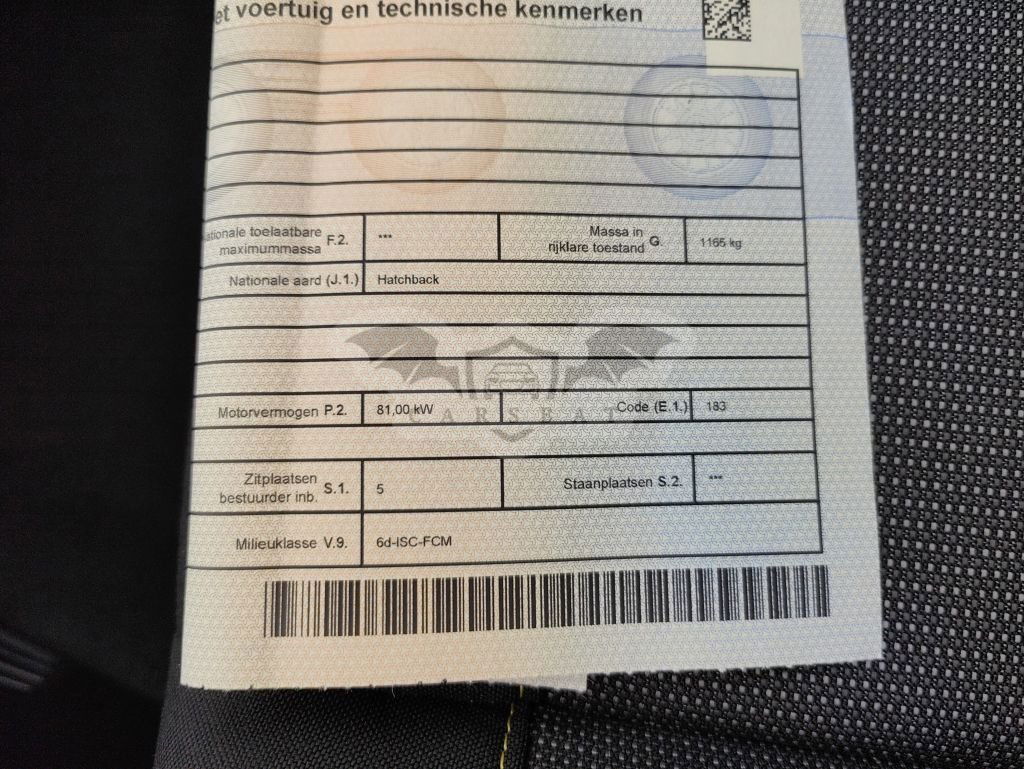 et voertuig en technische kenmerken
ationale toelaatbare maximummassa F.2. *** Massa in rijklare toestand G. 1165 kg
Nationale aard (J.1.) Hatchback
Motorvermogen P.2. 81,00 kW Code (E.1.) 183
CARSEAT
Zitplaatsen bestuurder inb. S.1. 5 Staanplaatsen S.2. ***
Milieuklasse V.9. 6d-ISC-FCM